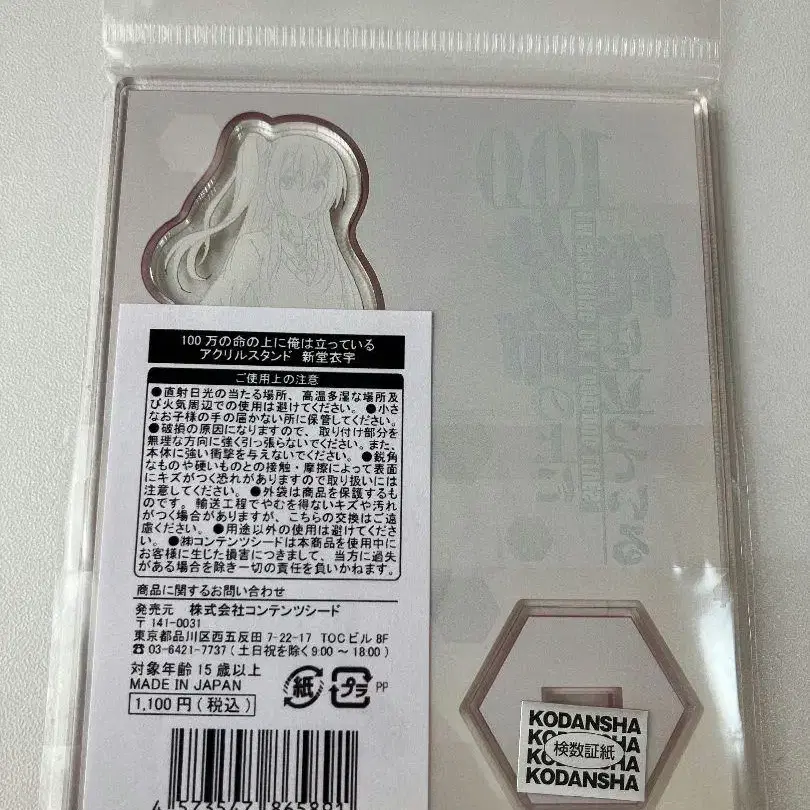 100万の命の上に俺は立っている
アクリルスタンド 新堂衣宇
ご使用上の注意
●直射日光の当たる場所、高温多湿な場所及
び火気周辺での使用は避けてください。●小さ
なお子様の手の届かない所に保管してください。
●破損の原因になりますので、取り付け部分を
無理な方向に強く引っ張らないでください。また、
本体に強い衝撃を与えないでください。●鋭角
なものや硬いものとの接触・摩擦によって表面
にキズがつく恐れがありますので取り扱いには
注意してください。●外袋は商品を保護するも
のです。輸送工程でやむを得ないキズや汚れ
がつく場合がありますが、こちらの交換はご遠
慮ください。●用途以外の使用は避けてくださ
い。●㈱コンテンツシードは本商品を使用中に
お客様に生じた損害につきまして、当方に過失
がある場合を除き一切の責任を負いかねます。
商品に関するお問い合わせ
発売元 株式会社コンテンツシード
〒141-0031
東京都品川区西五反田 7-22-17 TOCビル 8F
☎03-6421-7737（土日祝を除く9:00～18:00）
対象年齢 15歳以上
MADE IN JAPAN
1,100円（税込）
紙
プラ
PP
4 573547 865891
100
KODANSHA
KODANSHA
検数証紙
KODANSHA
KODANSHA